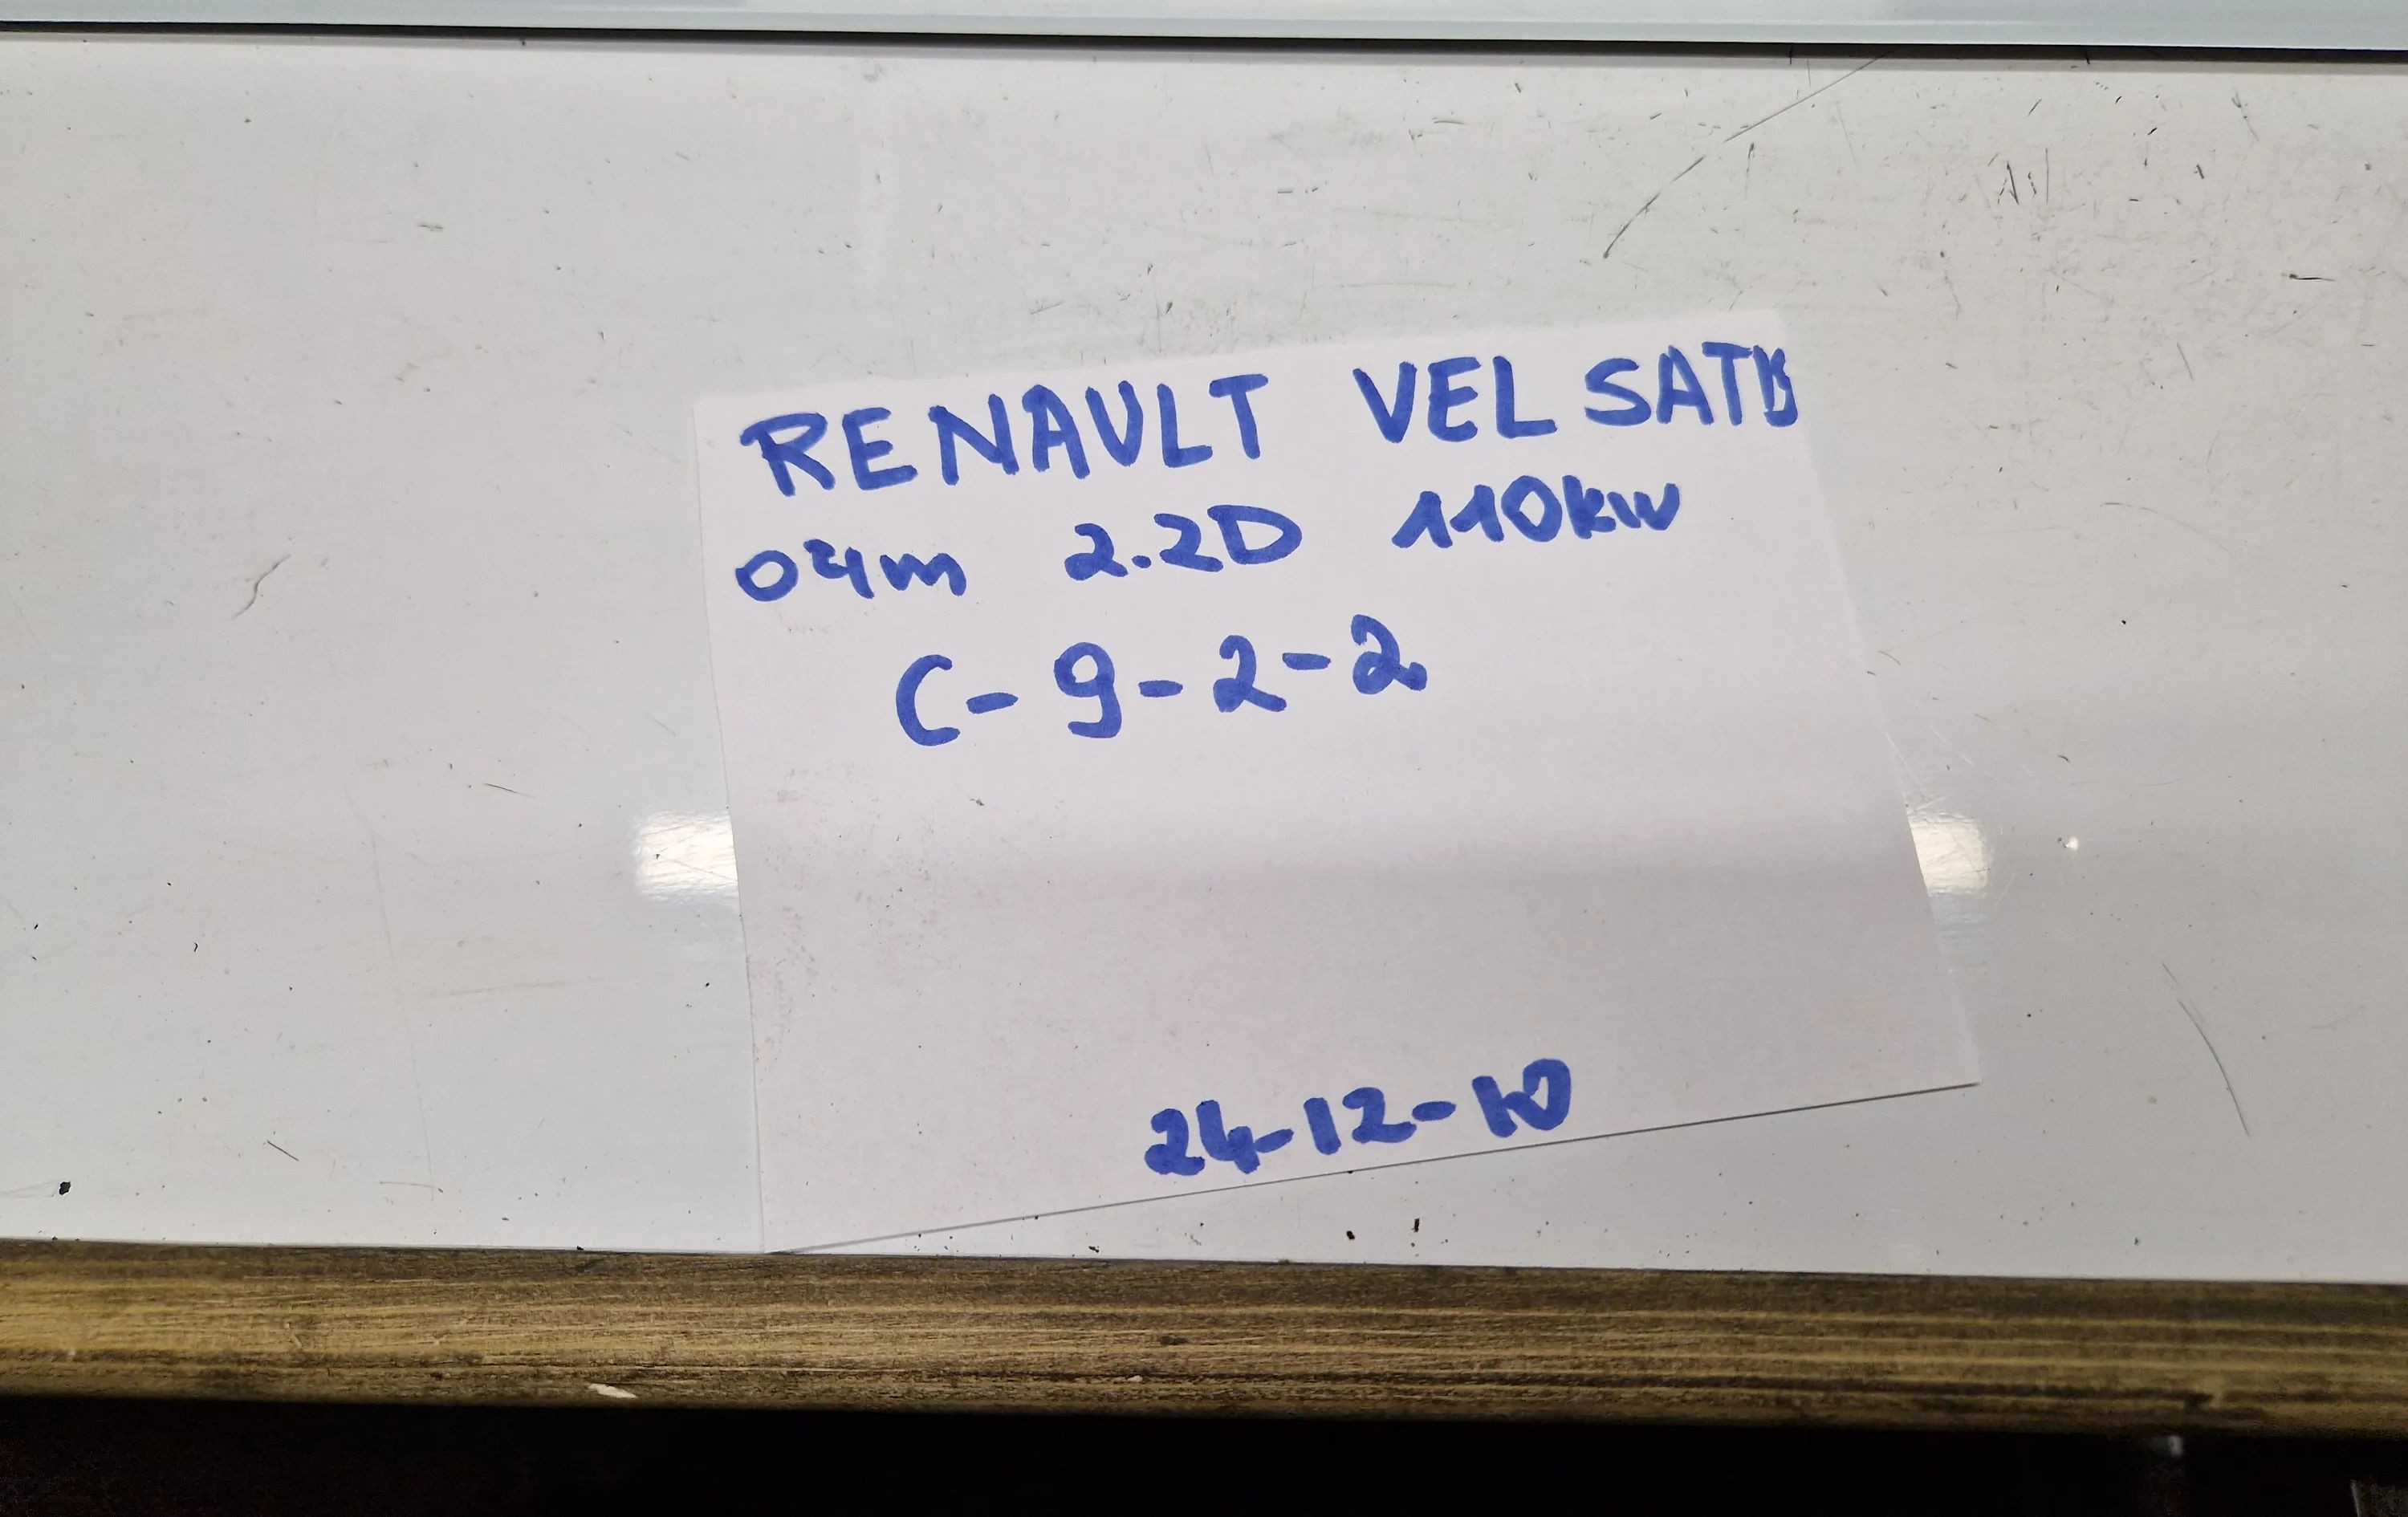 RENAULT VEL SATIS
04m 2.2D 110kW
C-9-2-2
24-12-10